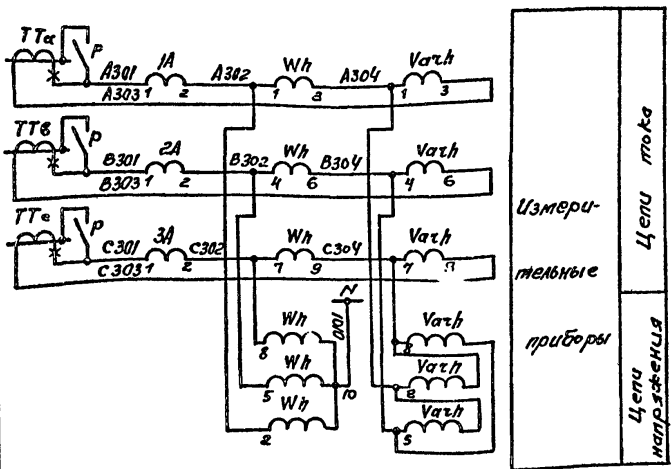 ТТа
Р
А301
1А
А302
Wh
А304
Varh
А303
1
2
1
3
1
3
ТТв
Р
В301
2А
В302
Wh
В304
Varh
В303
1
2
4
6
4
6
ТТс
Р
С301
3А
С302
Wh
С304
Varh
С303
1
2
7
9
7
9
N
0101
Wh
8
Wh
5
10
Wh
2
Varh
8
Varh
2
Varh
5
Измери-
тельные
приборы
Цепи тока
Цепи
напряжения